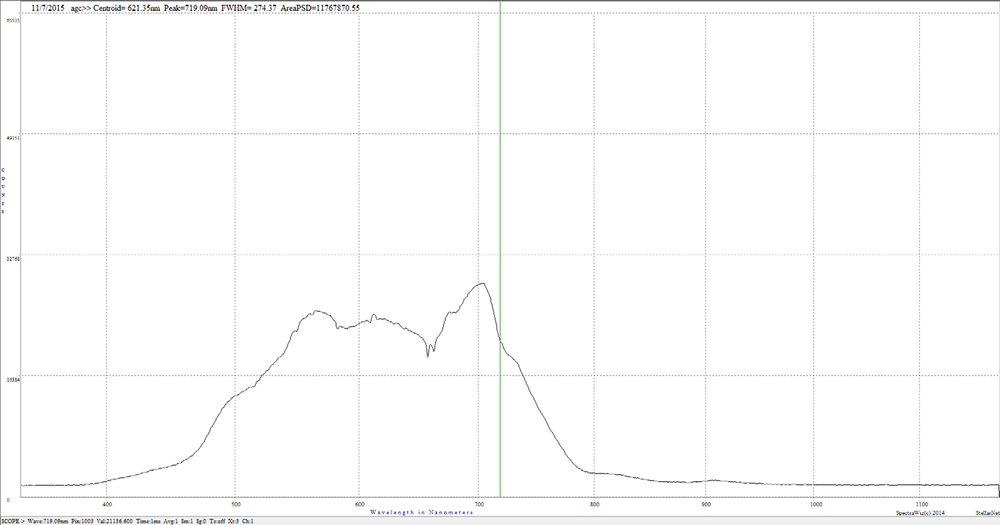 11/7/2015 agc>> Centroid= 621.35nm Peak=719.09nm FWHM= 274.37 AreaPSD=11767870.55
65535
49151
counts
32768
16384
0
400 500 600 700 800 900 1000 1100
Wavelength in Nanometers SpectraWiz(c) 2014 StellarNet
SCOPE-> Wave:719.09nm Pix:1003 Val:21136.600 Time:1ms Avg:1 Sm:1 Sg:0 Tc:off Xt:3 Ch:1